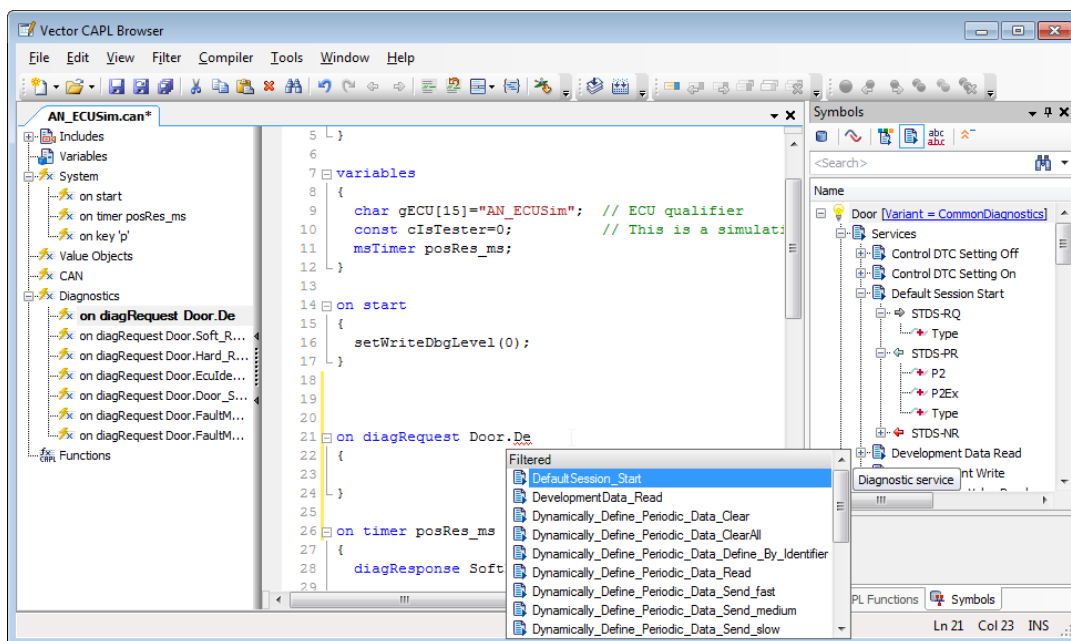 Vector CAPL Browser
File Edit View Filter Compiler Tools Window Help
AN_ECUSim.can*
Includes
Variables
System
on start
on timer posRes_ms
on key 'p'
Value Objects
CAN
Diagnostics
on diagRequest Door.De
on diagRequest Door.Soft_R...
on diagRequest Door.Hard_R...
on diagRequest Door.EcuIde...
on diagRequest Door.Door_S...
on diagRequest Door.FaultM...
on diagRequest Door.FaultM...
Functions
5 }
6
7 variables
8 {
9 char gECU[15]="AN_ECUSim"; // ECU qualifier
10 const cIsTester=0; // This is a simulati
11 msTimer posRes_ms;
12 }
13
14 on start
15 {
16 setWriteDbgLevel(0);
17 }
18
19
20
21 on diagRequest Door.De
22 {
23
24 }
25
26 on timer posRes_ms
27 {
28 diagResponse Soft
29
Filtered
DefaultSession_Start
DevelopmentData_Read
Dynamically_Define_Periodic_Data_Clear
Dynamically_Define_Periodic_Data_ClearAll
Dynamically_Define_Periodic_Data_Define_By_Identifier
Dynamically_Define_Periodic_Data_Read
Dynamically_Define_Periodic_Data_Send_fast
Dynamically_Define_Periodic_Data_Send_medium
Dynamically_Define_Periodic_Data_Send_slow
Symbols
abc
abc
<Search>
Name
Door [Variant = CommonDiagnostics]
Services
Control DTC Setting Off
Control DTC Setting On
Default Session Start
STDS-RQ
Type
STDS-PR
P2
P2Ex
Type
STDS-NR
Development Data Read
nt Write
Diagnostic service
PL Functions Symbols
Ln 21 Col 23 INS